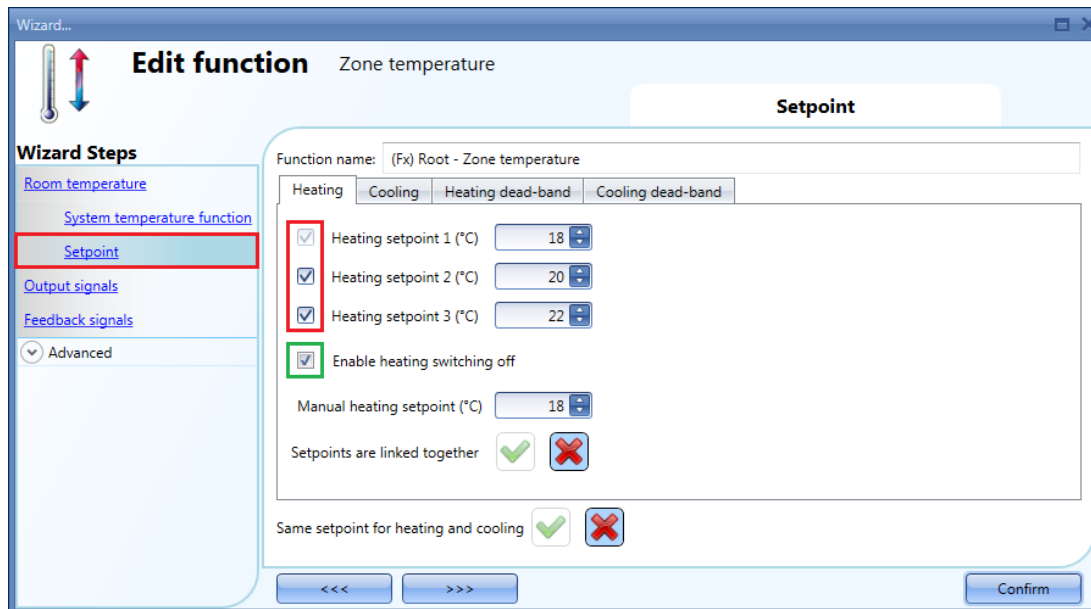 Wizard...
Edit function Zone temperature
Setpoint
Wizard Steps
Room temperature
System temperature function
Setpoint
Output signals
Feedback signals
Advanced
Function name: (Fx) Root - Zone temperature
Heating Cooling Heating dead-band Cooling dead-band
Heating setpoint 1 (°C) 18
Heating setpoint 2 (°C) 20
Heating setpoint 3 (°C) 22
Enable heating switching off
Manual heating setpoint (°C) 18
Setpoints are linked together
Same setpoint for heating and cooling
<<< >>> Confirm